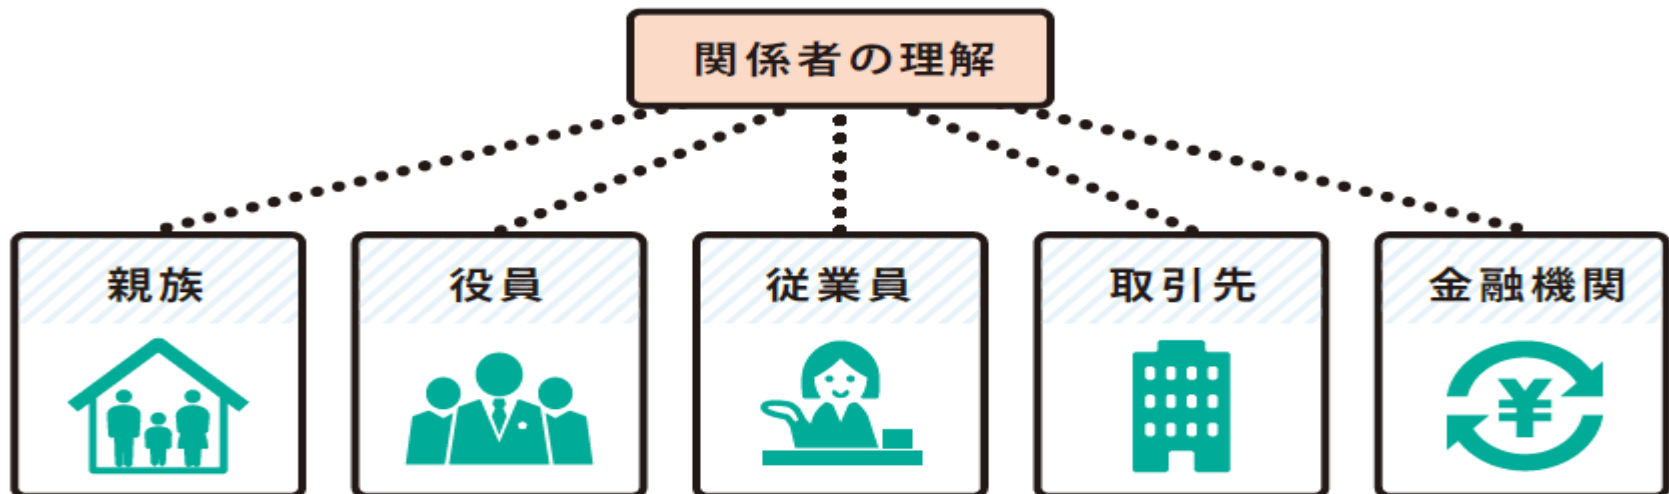 関係者の理解
親族
役員
従業員
取引先
金融機関
¥